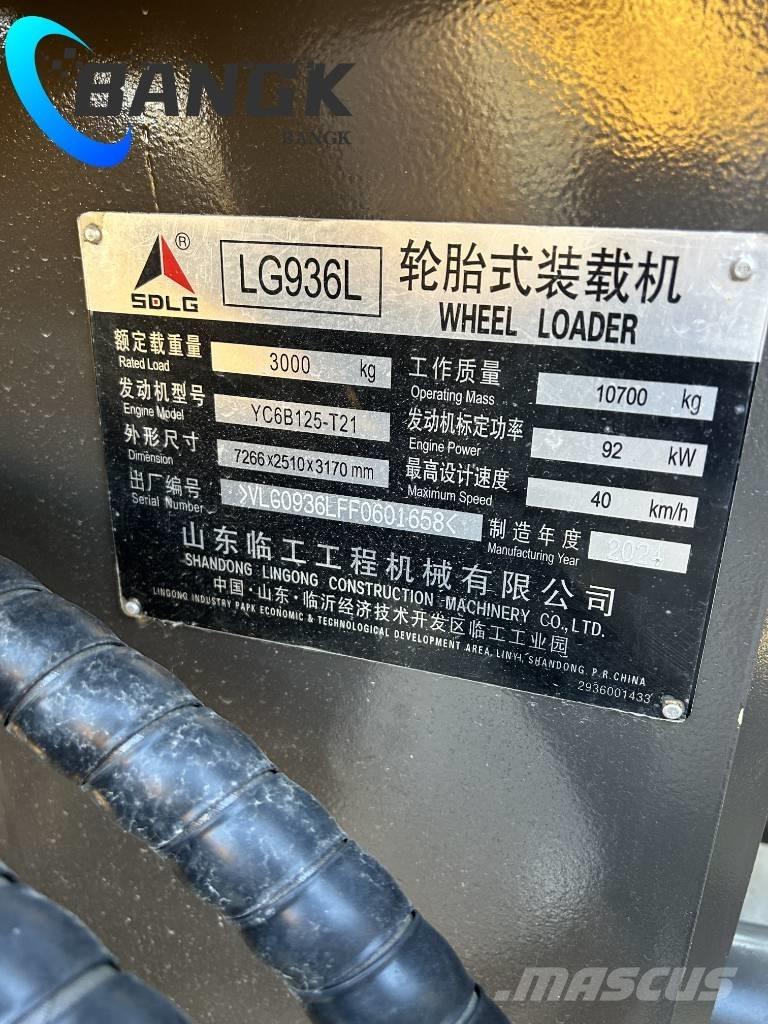 BANGK
BANGK
SDLG ® LG936L 轮胎式装载机
WHEEL LOADER
额定载重量 3000 kg
Rated Load
工作质量 10700 kg
Operating Mass
发动机型号 YC6B125-T21
Engine Model
发动机标定功率 92 kW
Engine Power
外形尺寸 7266×2510×3170 mm
Dimension
最高设计速度 40 km/h
Maximum Speed
出厂编号 >VLG0936LFF0601658<
Serial Number
制造年度 2024
Manufacturing Year
山东临工工程机械有限公司
SHANDONG LINGONG CONSTRUCTION MACHINERY CO.,LTD.
中国·山东·临沂经济技术开发区临工工业园
LINGONG INDUSTRY PARK ECONOMIC & TECHNOLOGICAL DEVELOPMENT AREA, LINYI, SHANDONG, P.R.CHINA
2936001433
MASCUS